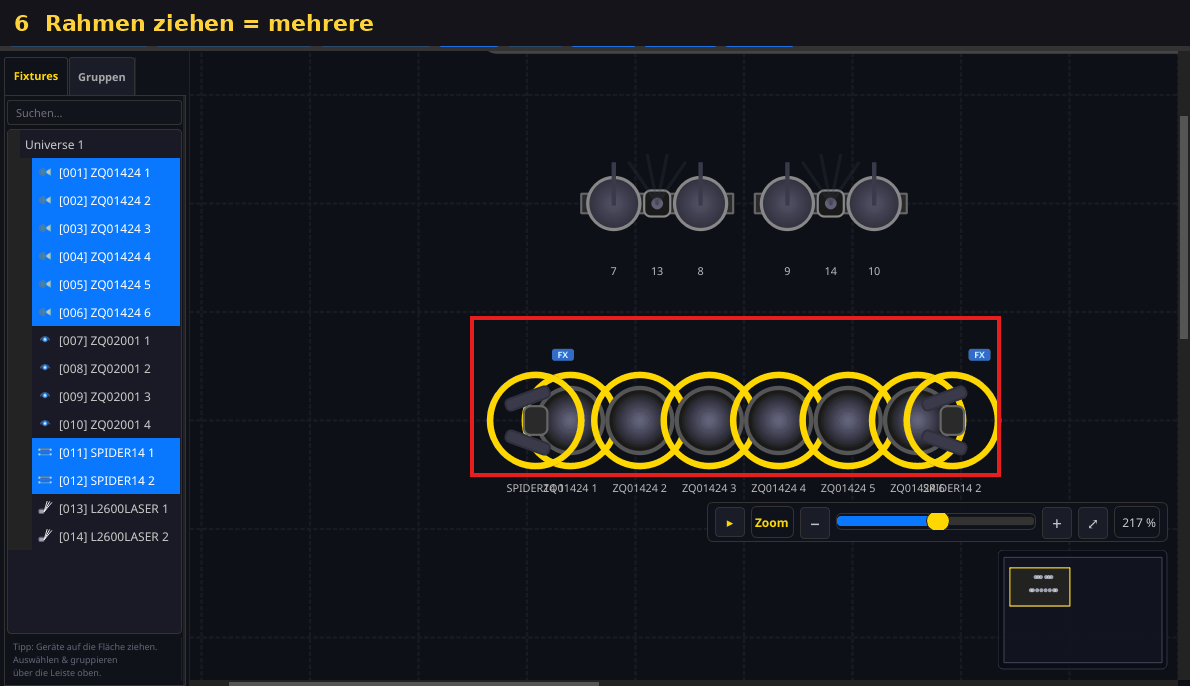 6 Rahmen ziehen = mehrere
Fixtures Gruppen
Suchen...
Universe 1
[001] ZQ01424 1
[002] ZQ01424 2
[003] ZQ01424 3
[004] ZQ01424 4
[005] ZQ01424 5
[006] ZQ01424 6
[007] ZQ02001 1
[008] ZQ02001 2
[009] ZQ02001 3
[010] ZQ02001 4
[011] SPIDER14 1
[012] SPIDER14 2
[013] L2600LASER 1
[014] L2600LASER 2
Tipp: Geräte auf die Fläche ziehen.
Auswählen & gruppieren
über die Leiste oben.
7 13 8 9 14 10
FX FX
ZQ01424 2 ZQ01424 3 ZQ01424 4 ZQ01424 5
Zoom − + 217 %